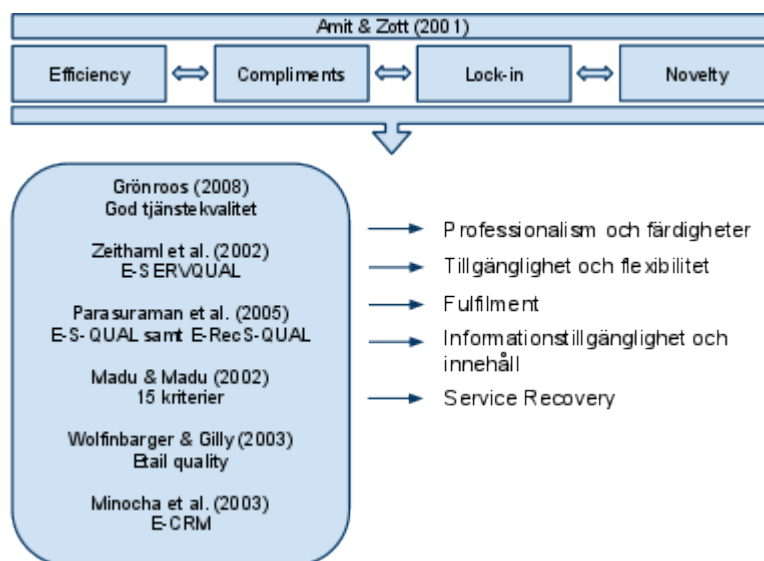 Amit & Zott (2001)
Efficiency
Compliments
Lock-in
Novelty
Grönroos (2008)
God tjänstekvalitet
Zeithaml et al. (2002)
E-SERVQUAL
Parasuraman et al. (2005)
E-S-QUAL samt E-RecS-QUAL
Madu & Madu (2002)
15 kriterier
Wolfinbarger & Gilly (2003)
Etail quality
Minocha et al. (2003)
E-CRM
Professionalism och färdigheter
Tillgänglighet och flexibilitet
Fulfilment
Informationstillgänglighet och
innehåll
Service Recovery